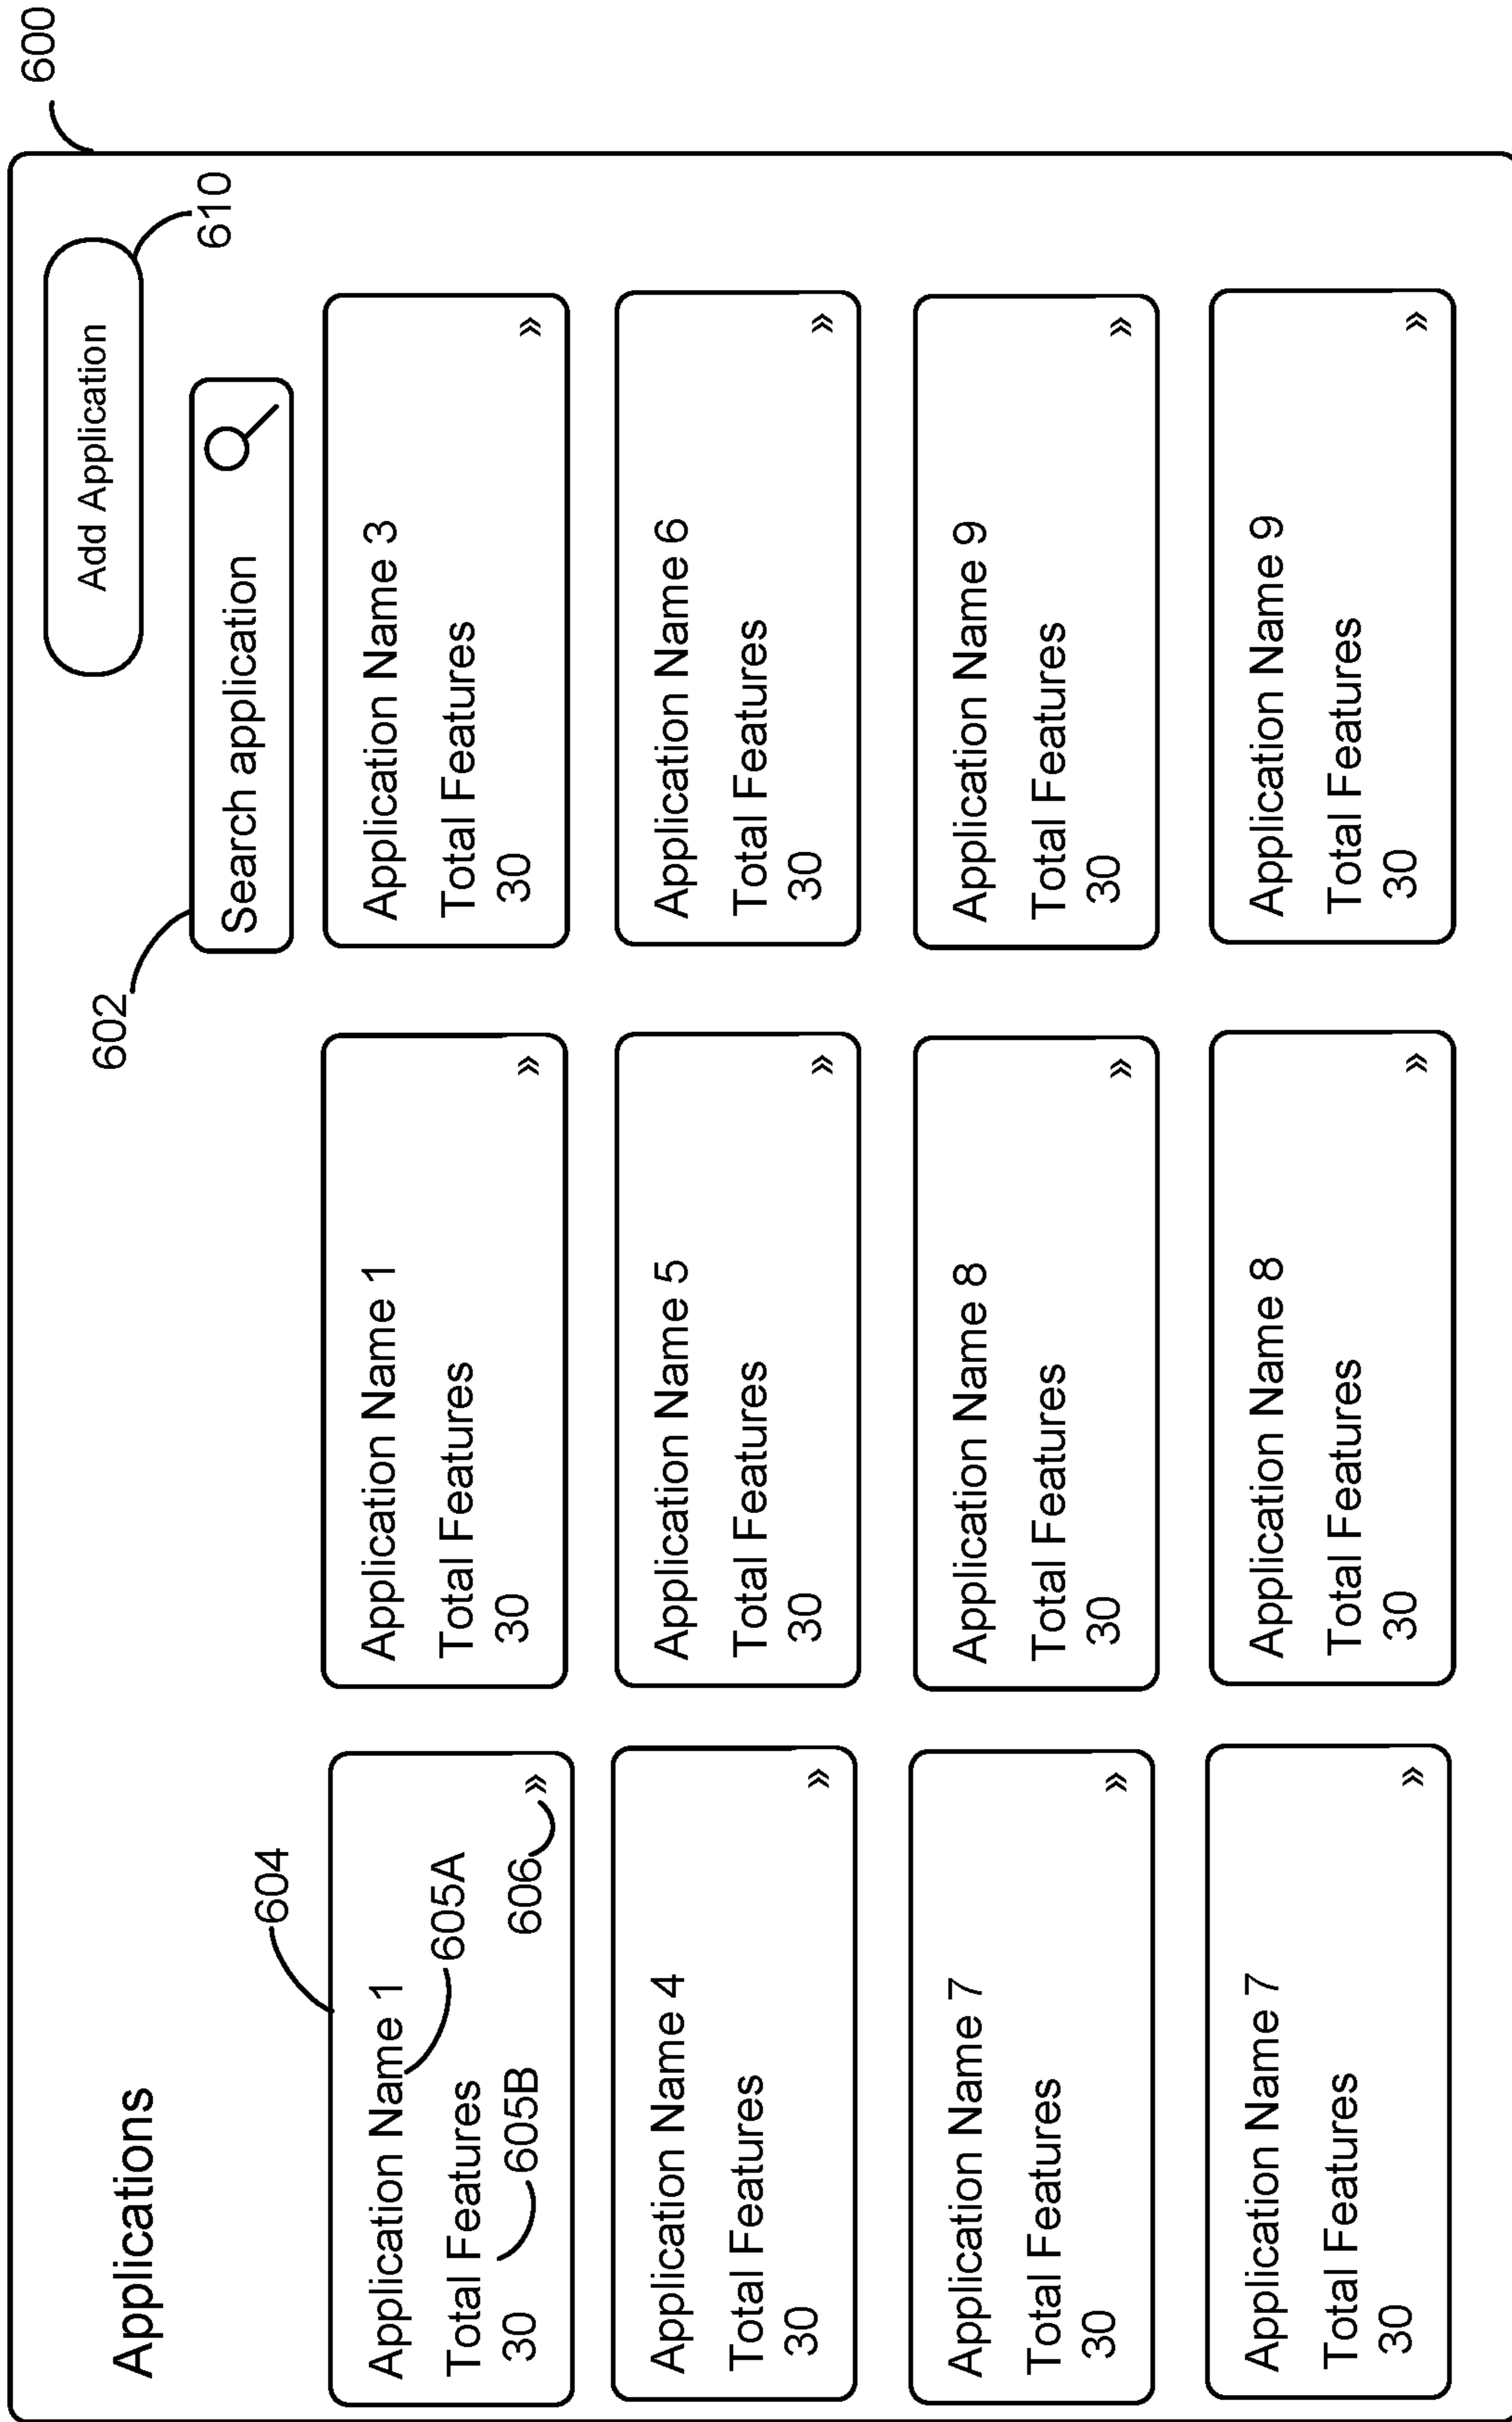 600
Applications
Add Application
610
602
Search application
604
Application Name 1
605A
Total Features
605B
30
606
»
Application Name 1
Total Features
30
»
Application Name 3
Total Features
30
»
Application Name 4
Total Features
30
»
Application Name 5
Total Features
30
»
Application Name 6
Total Features
30
»
Application Name 7
Total Features
30
»
Application Name 8
Total Features
30
»
Application Name 9
Total Features
30
»
Application Name 7
Total Features
30
»
Application Name 8
Total Features
30
»
Application Name 9
Total Features
30
»